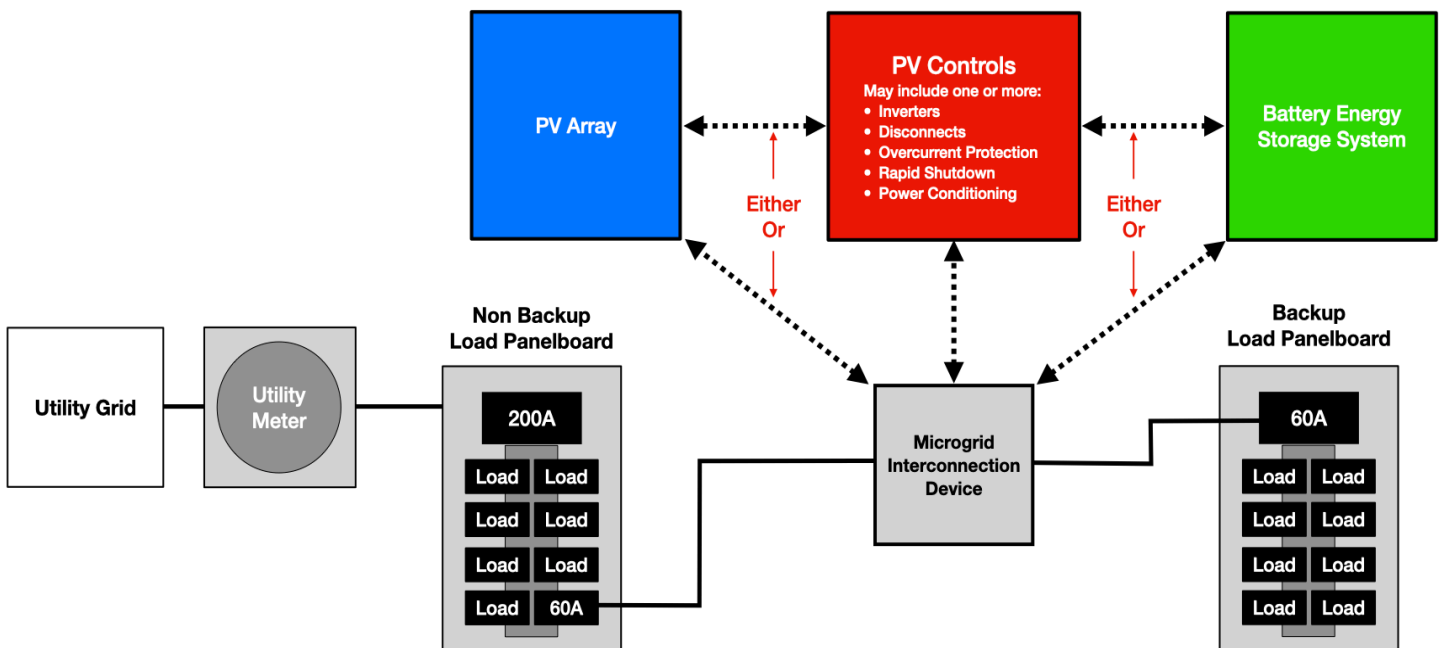 PV Array
PV Controls
May include one or more:
• Inverters
• Disconnects
• Overcurrent Protection
• Rapid Shutdown
• Power Conditioning
Battery Energy
Storage System
Either
Or
Either
Or
Non Backup
Load Panelboard
Backup
Load Panelboard
Utility Grid
Utility
Meter
200A
Load Load
Load Load
Load Load
Load 60A
Microgrid
Interconnection
Device
60A
Load Load
Load Load
Load Load
Load Load